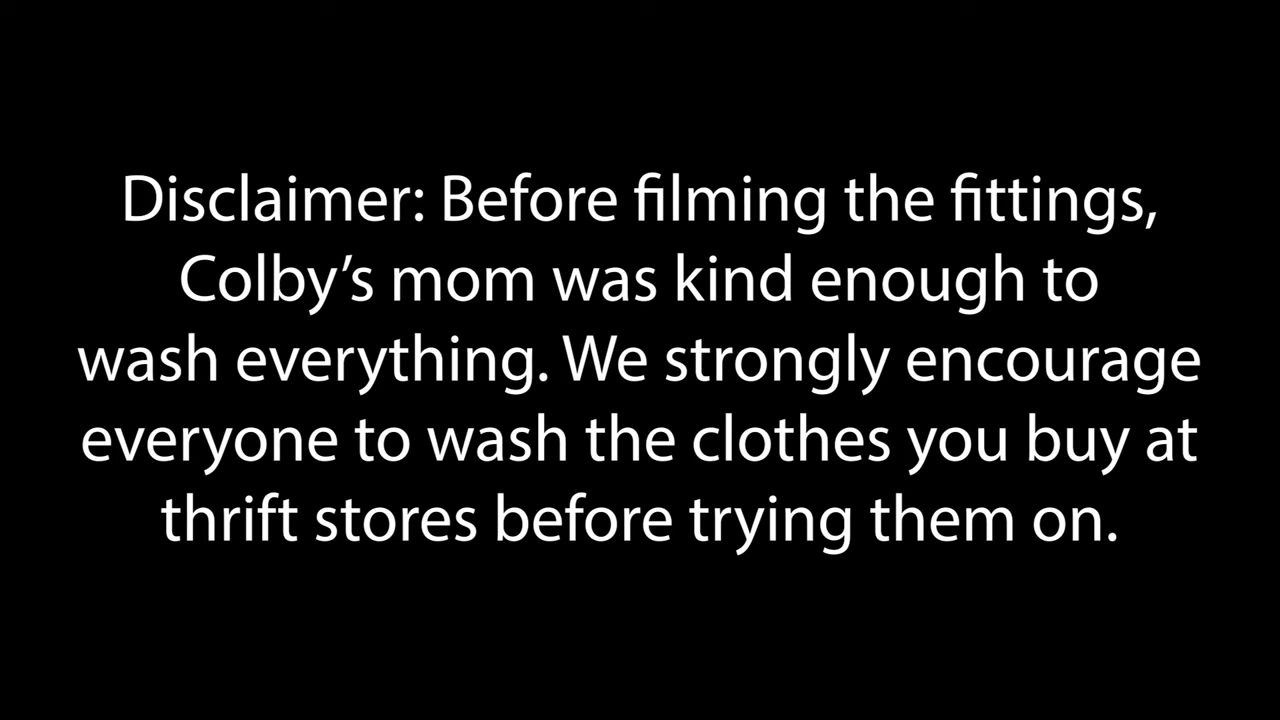 Disclaimer: Before filming the fittings,
Colby’s mom was kind enough to
wash everything. We strongly encourage
everyone to wash the clothes you buy at
thrift stores before trying them on.